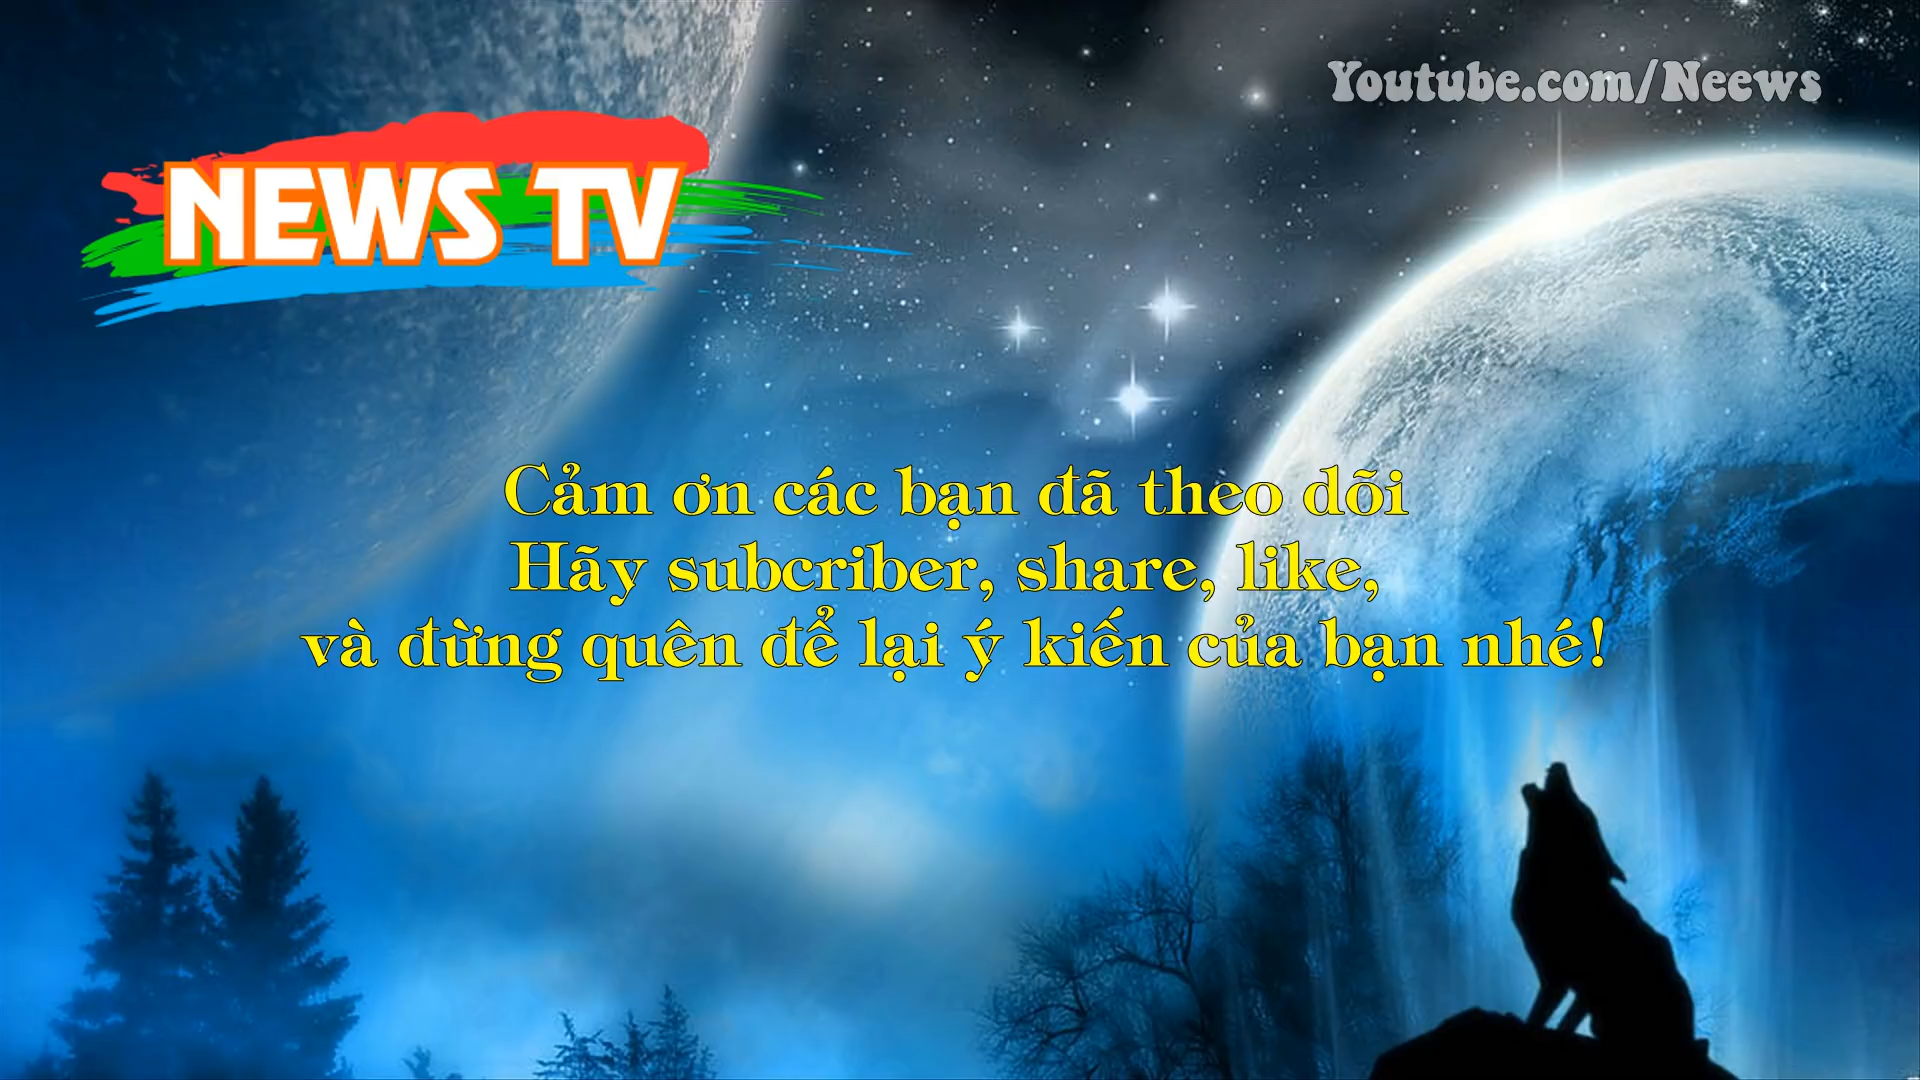 Youtube.com/Neews
NEWS TV
Cảm ơn các bạn đã theo dõi
Hãy subcriber, share, like,
và đừng quên để lại ý kiến của bạn nhé!